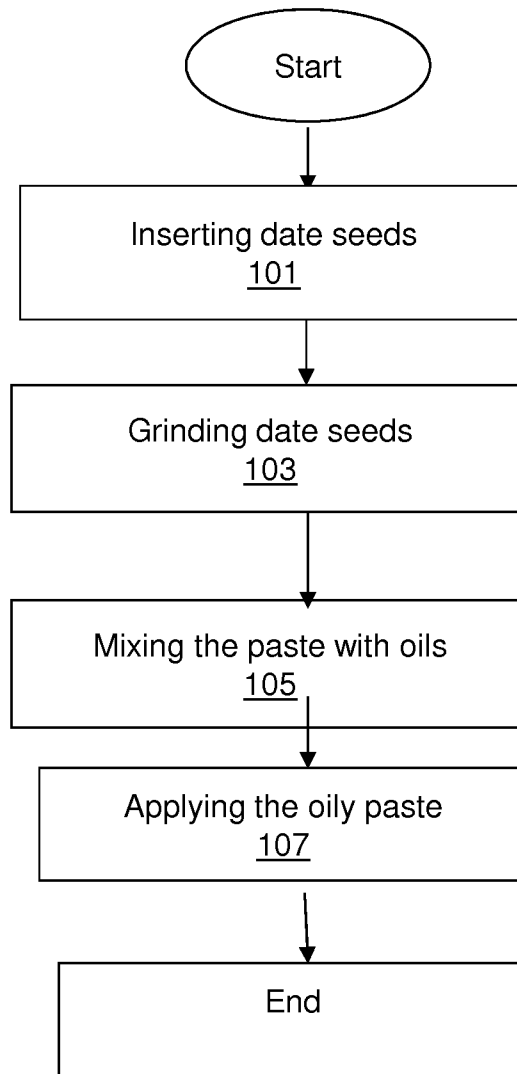 Start
Inserting date seeds
101
Grinding date seeds
103
Mixing the paste with oils
105
Applying the oily paste
107
End